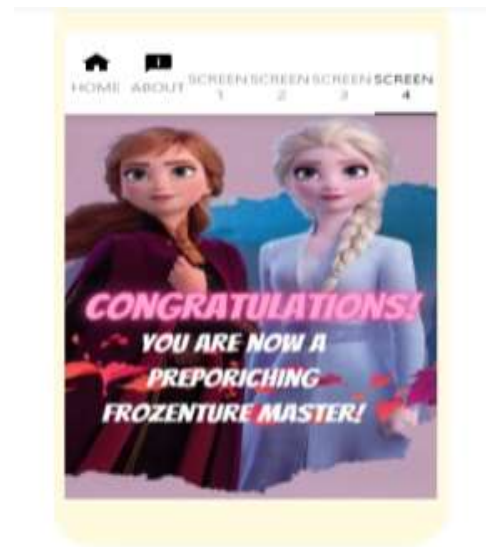 HOME ABOUT SCREEN 1 SCREEN 2 SCREEN 3 SCREEN 4
CONGRATULATIONS!
YOU ARE NOW A
PREPORICHING
FROZENTURE MASTER!